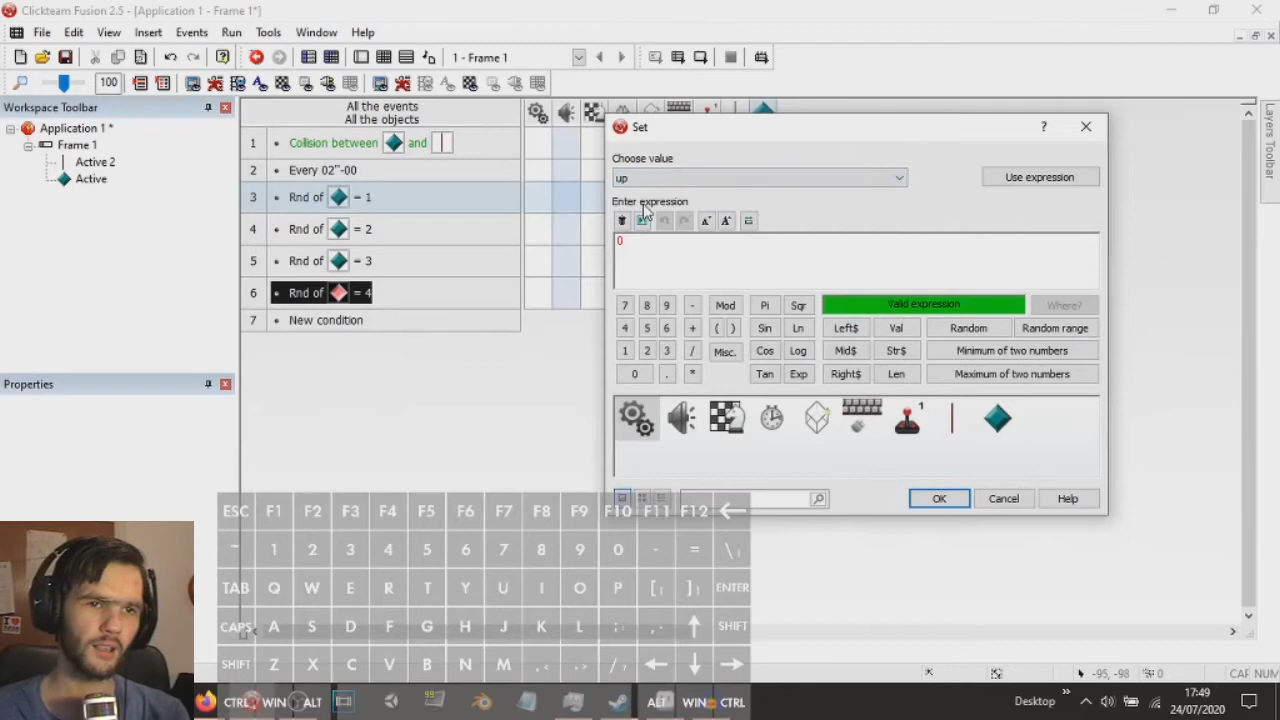 Clickteam Fusion 2.5 - [Application 1 - Frame 1*]
File Edit View Insert Events Run Tools Window Help
1 - Frame 1
100
Workspace Toolbar
Application 1 *
Frame 1
Active 2
Active
Properties
All the events
All the objects
1 • Collision between and
2 • Every 02"-00
3 • Rnd of = 1
4 • Rnd of = 2
5 • Rnd of = 3
6 • Rnd of = 4
7 • New condition
Set
?
Choose value
up
Use expression
Enter expression
0
7 8 9 - Mod Pi Sqr Valid expression Where?
4 5 6 + ( ) Sin Ln Left$ Val Random Random range
1 2 3 / Misc. Cos Log Mid$ Str$ Minimum of two numbers
0 . * Tan Exp Right$ Len Maximum of two numbers
1
OK Cancel Help
Layers Toolbar
ESC F1 F2 F3 F4 F5 F6 F7 F8 F9 F10 F11 F12
1 2 3 4 5 6 7 8 9 0 - =
TAB Q W E R T Y U I O P ENTER
CAPS A S D F G H J K L SHIFT
SHIFT Z X C V B N M
CTRL WIN ALT ALT WIN CTRL
-95, -98 0 CAF NUM
Desktop
17:49
24/07/2020